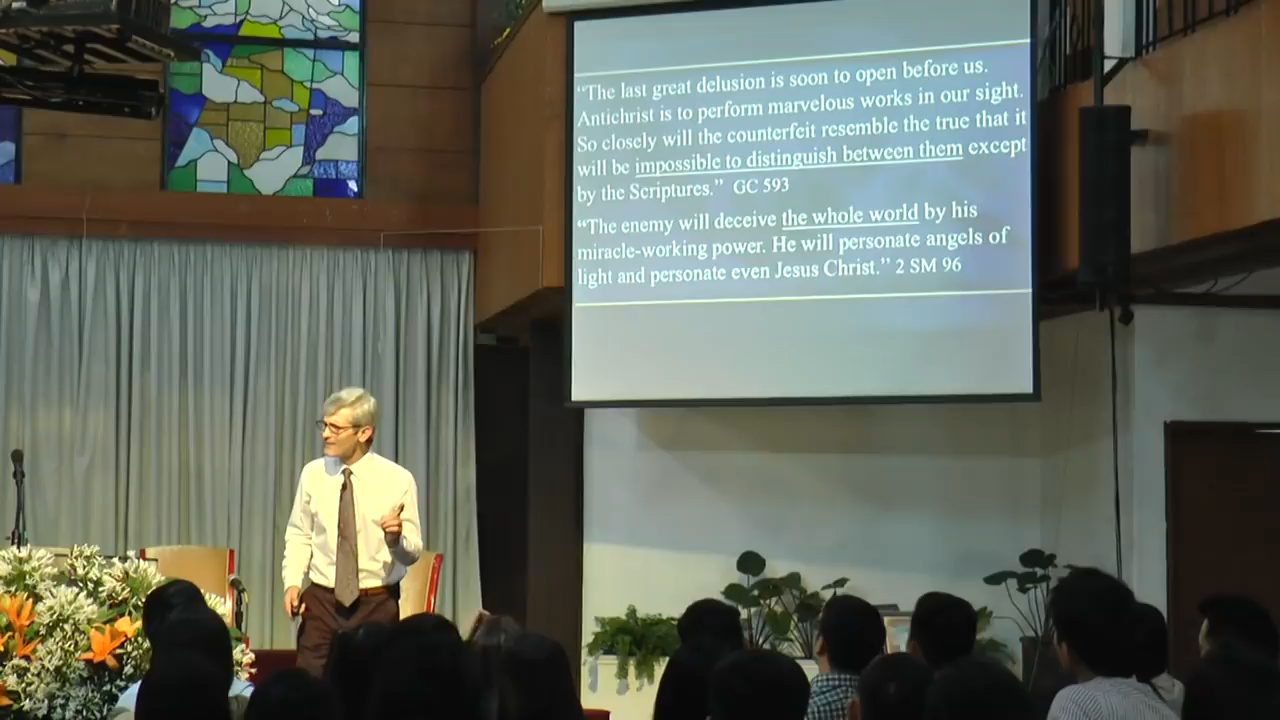 “The last great delusion is soon to open before us.
Antichrist is to perform marvelous works in our sight.
So closely will the counterfeit resemble the true that it
will be impossible to distinguish between them except
by the Scriptures.” GC 593
“The enemy will deceive the whole world by his
miracle-working power. He will personate angels of
light and personate even Jesus Christ.” 2 SM 96